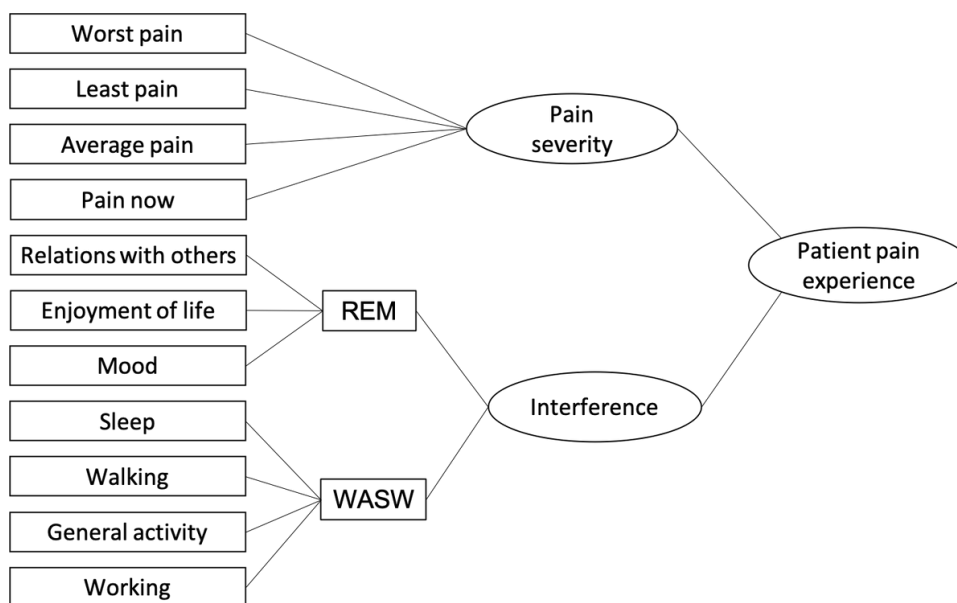 Worst pain
Least pain
Average pain
Pain now
Relations with others
Enjoyment of life
Mood
Sleep
Walking
General activity
Working
REM
WASW
Pain
severity
Interference
Patient pain
experience